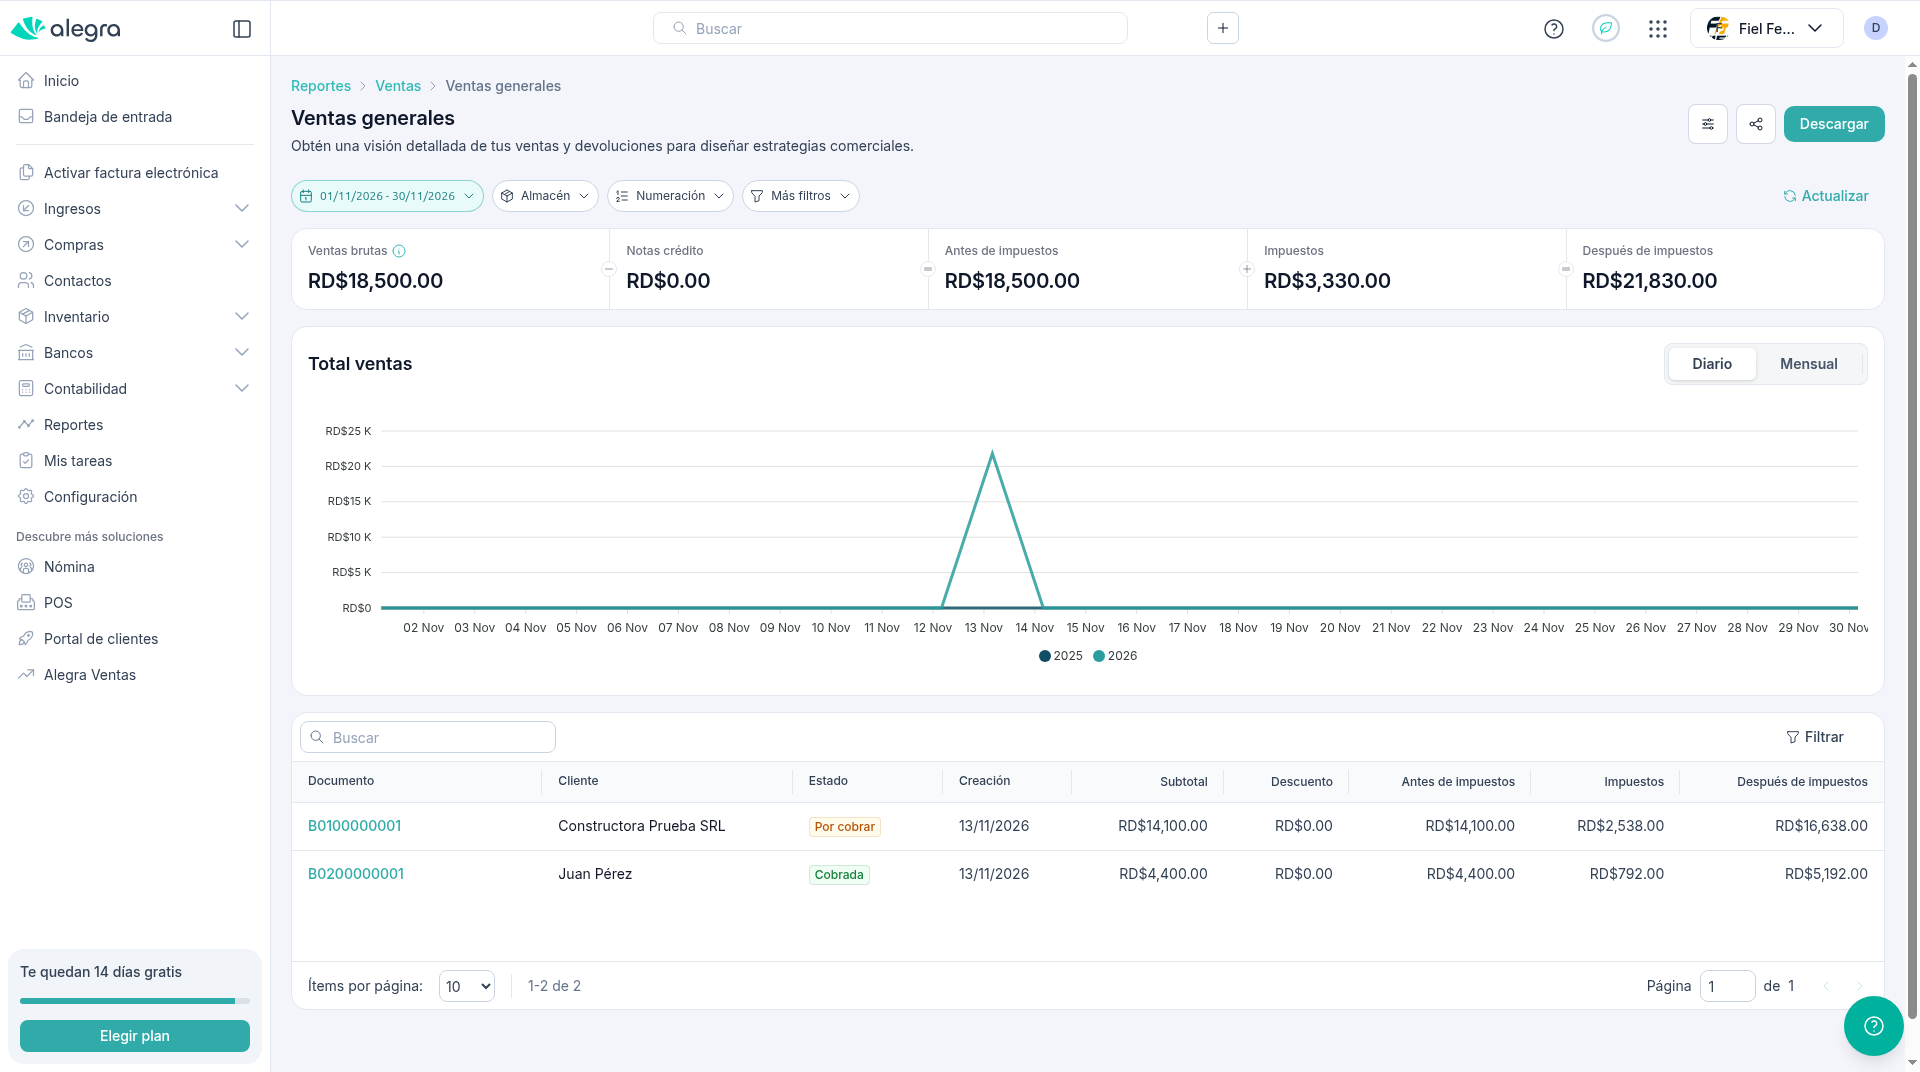 alegra
Buscar
Fiel Fe...
D
Inicio
Bandeja de entrada
Activar factura electrónica
Ingresos
Compras
Contactos
Inventario
Bancos
Contabilidad
Reportes
Mis tareas
Configuración
Descubre más soluciones
Nómina
POS
Portal de clientes
Alegra Ventas
Te quedan 14 días gratis
Elegir plan
Reportes > Ventas > Ventas generales
Ventas generales
Obtén una visión detallada de tus ventas y devoluciones para diseñar estrategias comerciales.
Descargar
01/11/2026 - 30/11/2026 Almacén Numeración Más filtros Actualizar
Ventas brutas Notas crédito Antes de impuestos Impuestos Después de impuestos
RD$18,500.00 − RD$0.00 = RD$18,500.00 + RD$3,330.00 = RD$21,830.00
Total ventas
Diario Mensual
RD$25 K
RD$20 K
RD$15 K
RD$10 K
RD$5 K
RD$0
02 Nov 03 Nov 04 Nov 05 Nov 06 Nov 07 Nov 08 Nov 09 Nov 10 Nov 11 Nov 12 Nov 13 Nov 14 Nov 15 Nov 16 Nov 17 Nov 18 Nov 19 Nov 20 Nov 21 Nov 22 Nov 23 Nov 24 Nov 25 Nov 26 Nov 27 Nov 28 Nov 29 Nov 30 Nov
2025 2026
Buscar
Filtrar
Documento Cliente Estado Creación Subtotal Descuento Antes de impuestos Impuestos Después de impuestos
B0100000001 Constructora Prueba SRL Por cobrar 13/11/2026 RD$14,100.00 RD$0.00 RD$14,100.00 RD$2,538.00 RD$16,638.00
B0200000001 Juan Pérez Cobrada 13/11/2026 RD$4,400.00 RD$0.00 RD$4,400.00 RD$792.00 RD$5,192.00
Ítems por página: 10 1-2 de 2 Página 1 de 1